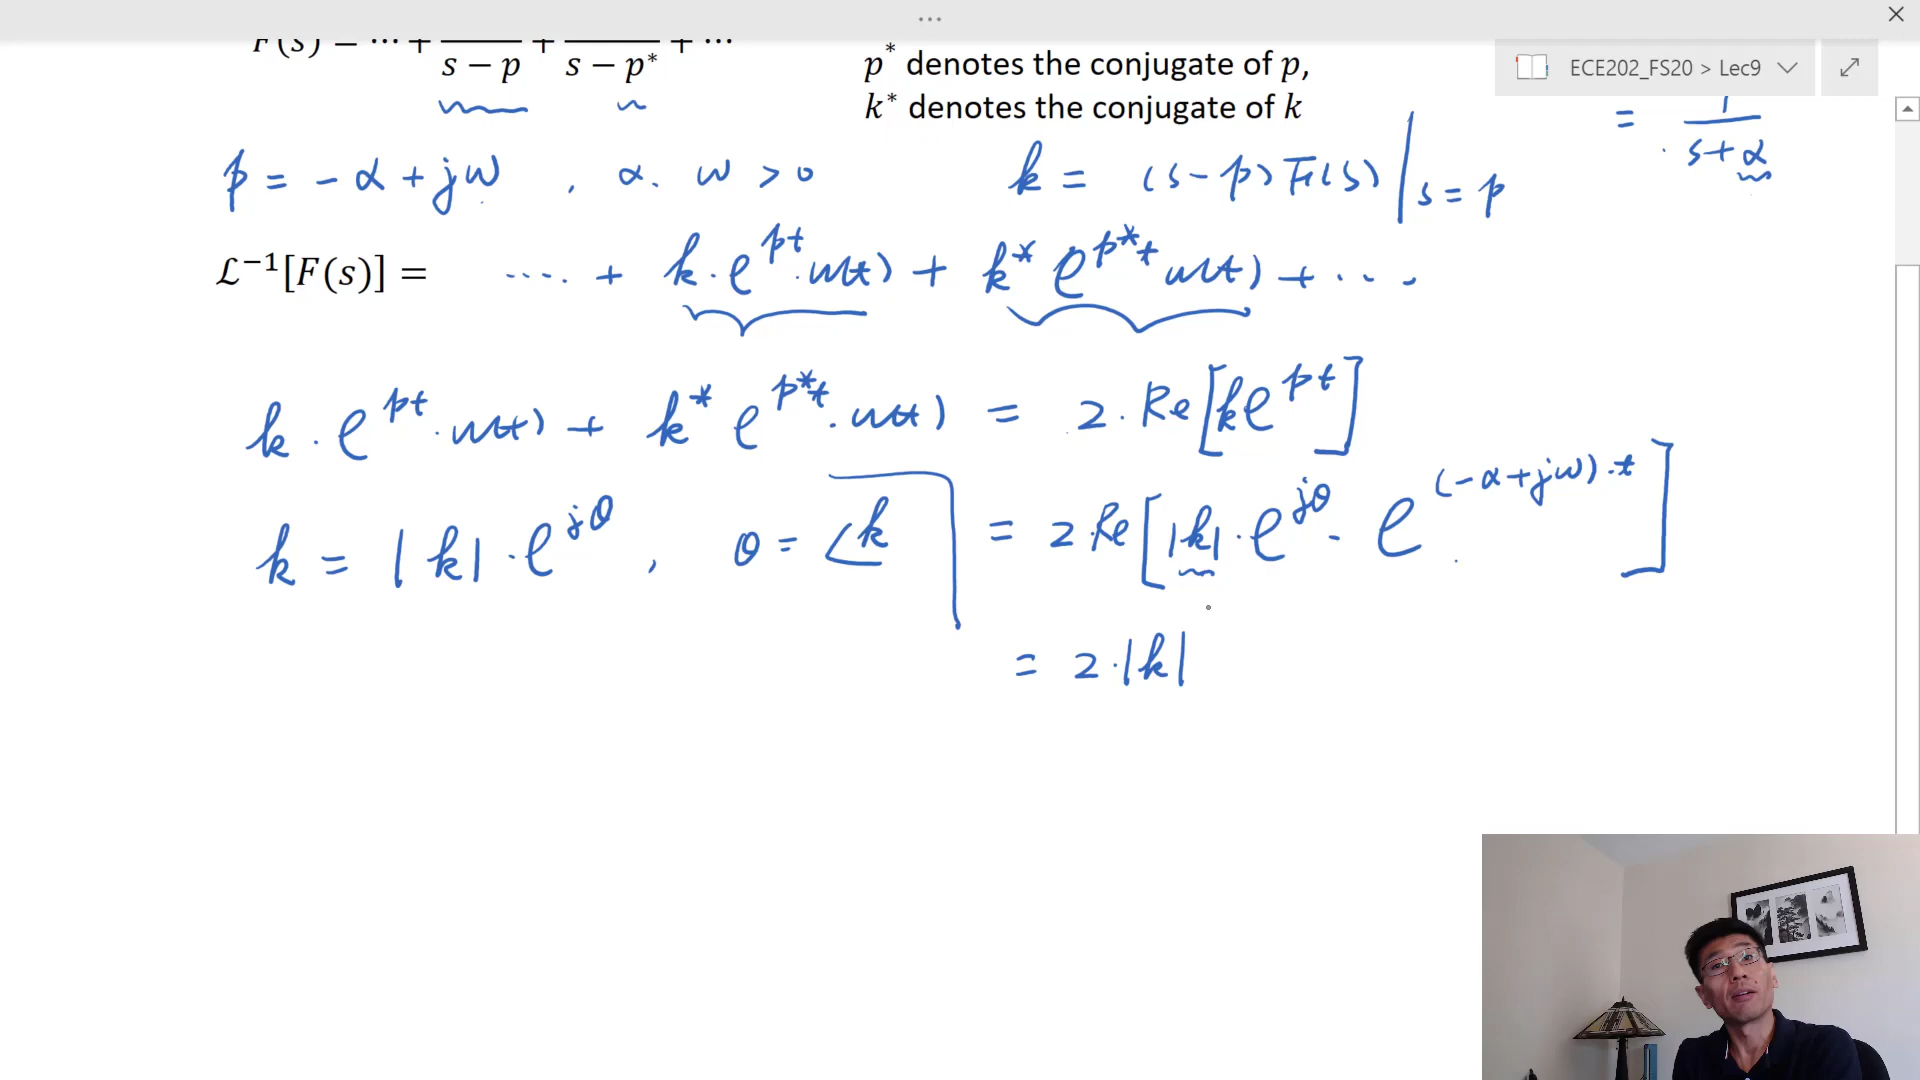 ECE202_FS20 > Lec9
F(s) = ⋯ + ―/(s − p) + ―/(s − p*) + ⋯
p* denotes the conjugate of p,
k* denotes the conjugate of k
= 1/(s+α)
p = -α + jω , α. ω > 0
k = (s-p) F(s) |s=p
ℒ⁻¹[F(s)] = ..... + k·e^{pt}·u(t) + k* e^{p*t} u(t) + ....
k · e^{pt} · u(t) + k* e^{p*t} · u(t) = 2·Re[k e^{pt}]
k = |k| · e^{jθ} , θ = ∠k
= 2·Re[|k| · e^{jθ} · e^{(-α+jω)·t}]
= 2·|k|